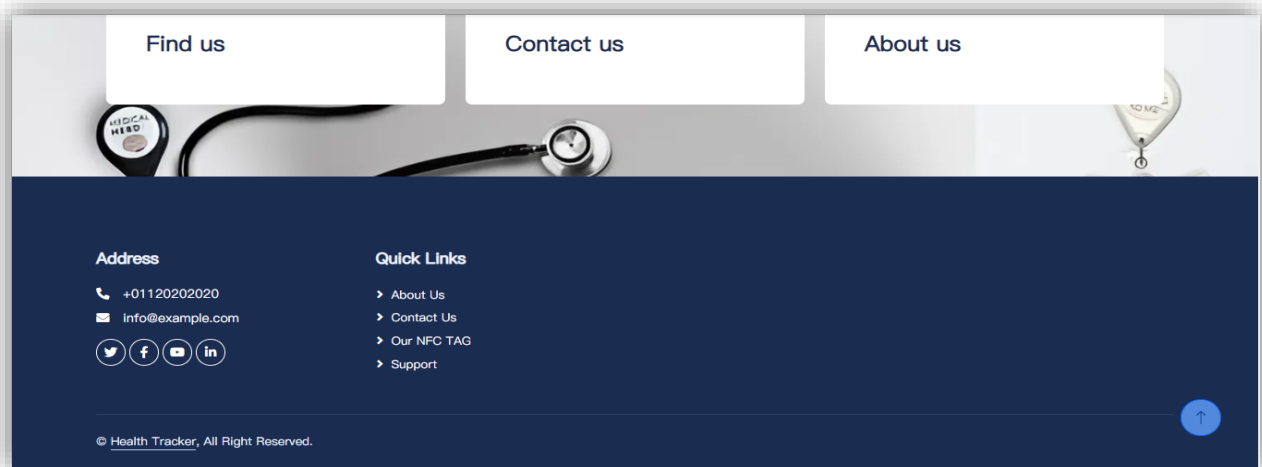 Find us
Contact us
About us
MEDICAL
Address
+01120202020
info@example.com
Quick Links
About Us
Contact Us
Our NFC TAG
Support
© Health Tracker, All Right Reserved.